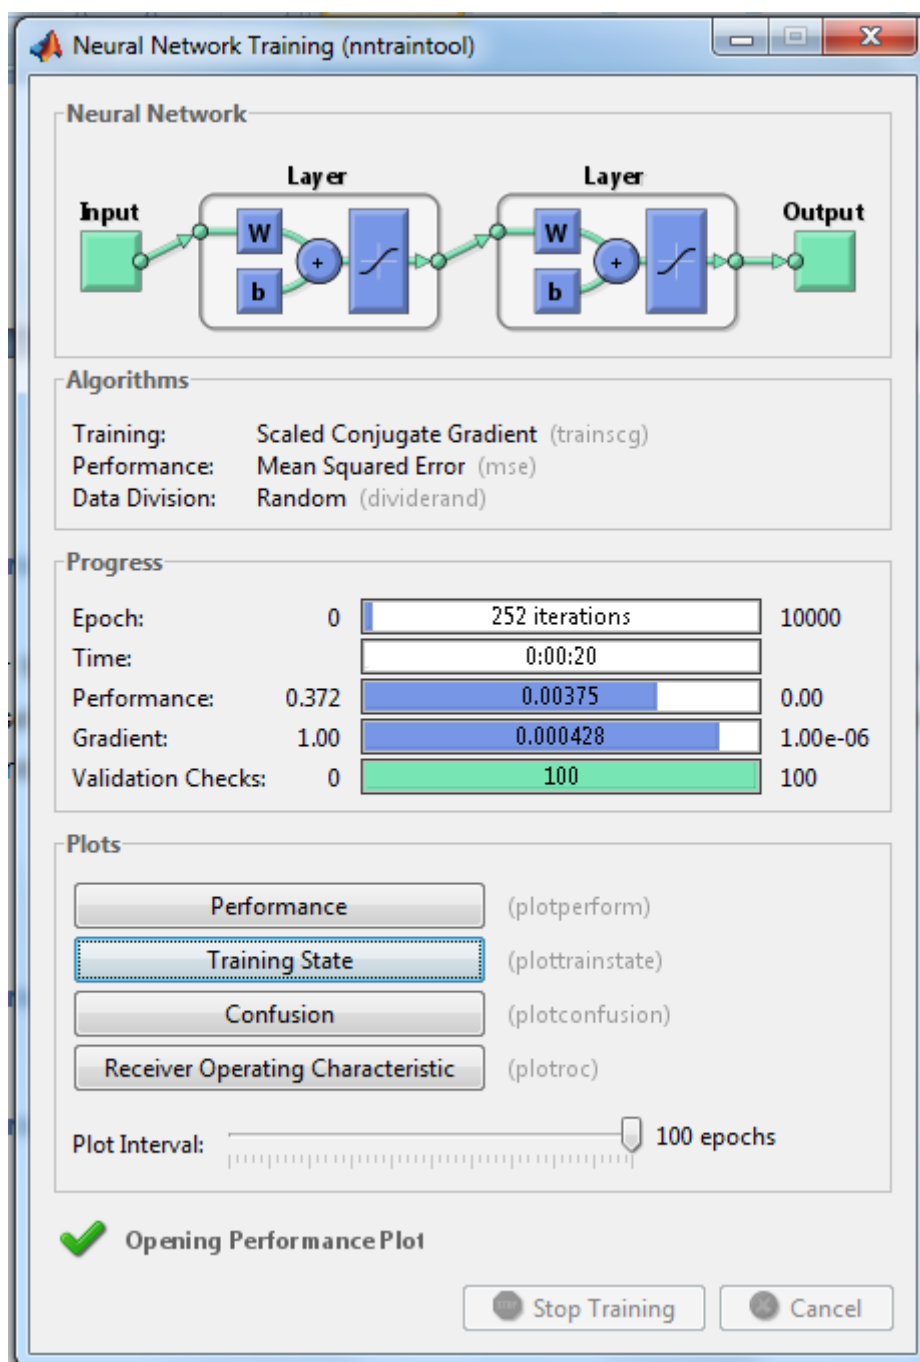 Neural Network Training (nntraintool)
Neural Network
Layer Layer
Input Output
W W
+ +
b b
Algorithms
Training: Scaled Conjugate Gradient (trainscg)
Performance: Mean Squared Error (mse)
Data Division: Random (dividerand)
Progress
Epoch: 0 252 iterations 10000
Time: 0:00:20
Performance: 0.372 0.00375 0.00
Gradient: 1.00 0.000428 1.00e-06
Validation Checks: 0 100 100
Plots
Performance (plotperform)
Training State (plottrainstate)
Confusion (plotconfusion)
Receiver Operating Characteristic (plotroc)
Plot Interval: 100 epochs
Opening Performance Plot
Stop Training Cancel